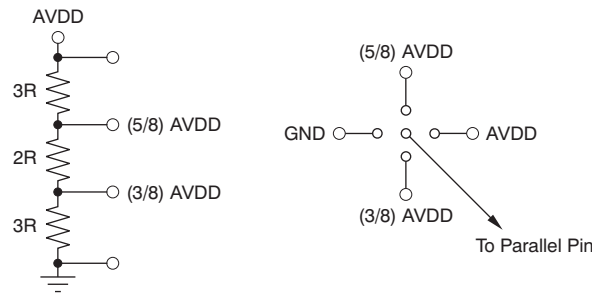 AVDD
3R
(5/8) AVDD
2R
(3/8) AVDD
3R
(5/8) AVDD
GND
AVDD
(3/8) AVDD
To Parallel Pin